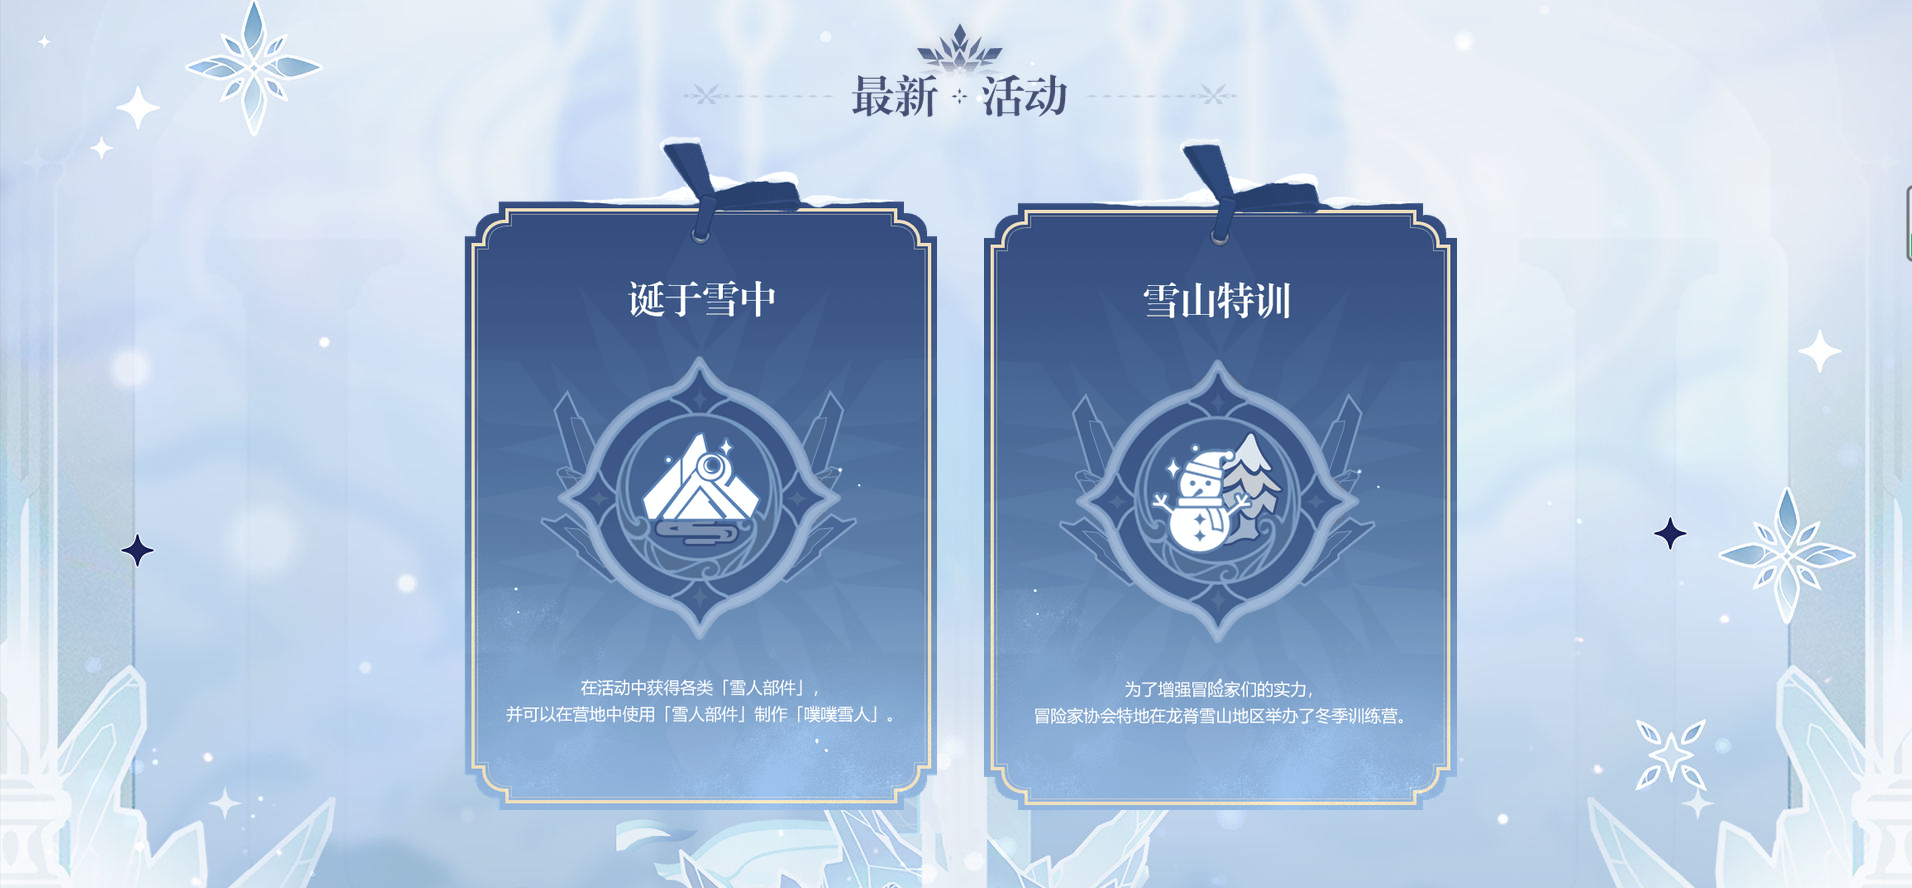 最新 活动
诞于雪中
在活动中获得各类「雪人部件」,
并可以在营地中使用「雪人部件」制作「噗噗雪人」。
雪山特训
为了增强冒险家们的实力,
冒险家协会特地在龙脊雪山地区举办了冬季训练营。